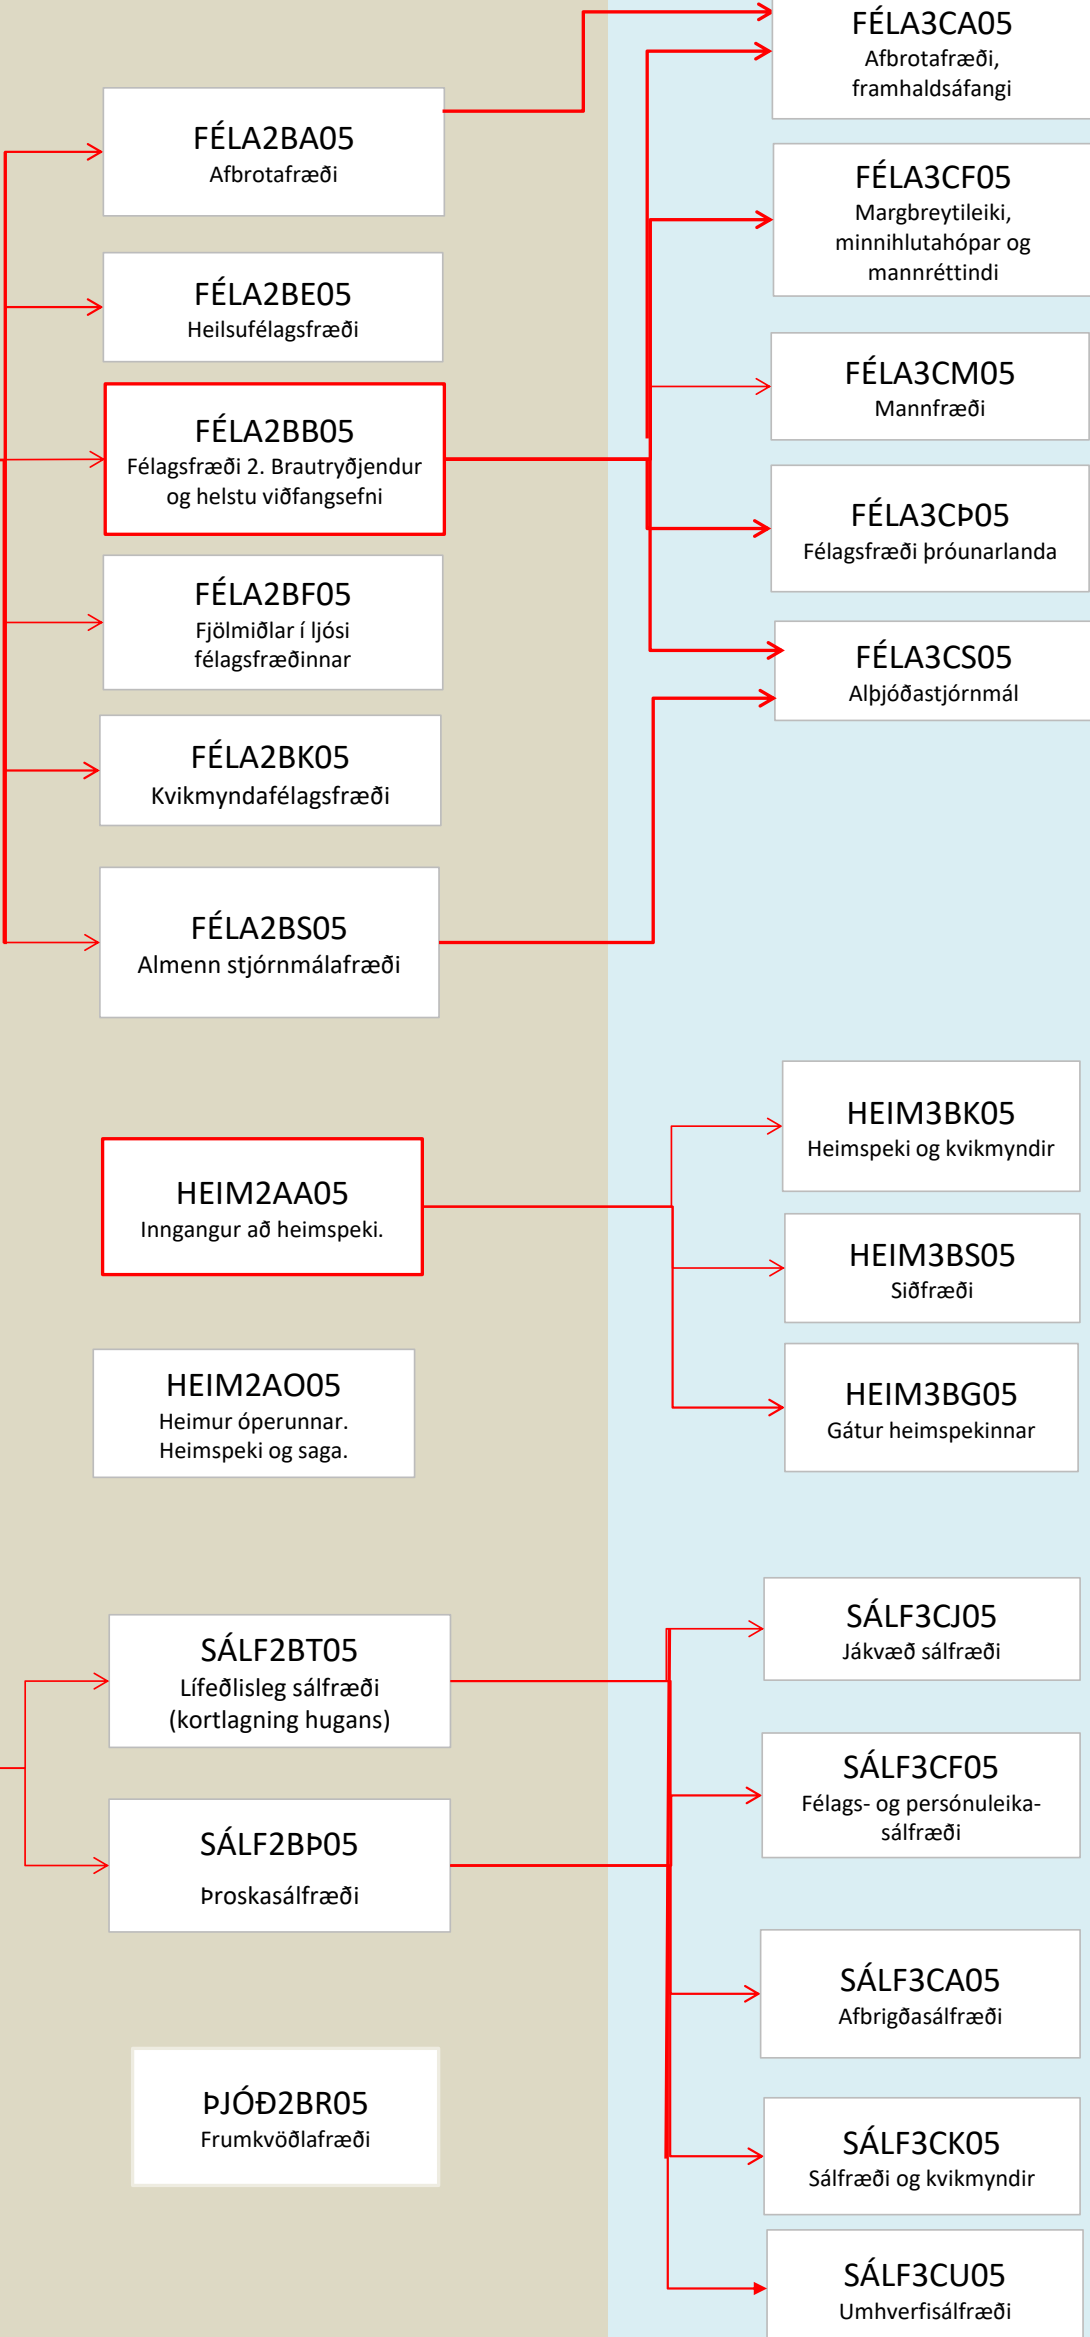 FÉLA2BA05
Afbrotafræði
FÉLA2BE05
Heilsufélagsfræði
FÉLA2BB05
Félagsfræði 2. Brautryðjendur
og helstu viðfangsefni
FÉLA2BF05
Fjölmiðlar í ljósi
félagsfræðinnar
FÉLA2BK05
Kvikmyndafélagsfræði
FÉLA2BS05
Almenn stjórnmálafræði
HEIM2AA05
Inngangur að heimspeki.
HEIM2AO05
Heimur óperunnar.
Heimspeki og saga.
SÁLF2BT05
Lífeðlisleg sálfræði
(kortlagning hugans)
SÁLF2BÞ05
Þroskasálfræði
ÞJÓÐ2BR05
Frumkvöðlafræði
FÉLA3CA05
Afbrotafræði,
framhaldsáfangi
FÉLA3CF05
Margbreytileiki,
minnihlutahópar og
mannréttindi
FÉLA3CM05
Mannfræði
FÉLA3CÞ05
Félagsfræði þróunarlanda
FÉLA3CS05
Alþjóðastjórnmál
HEIM3BK05
Heimspeki og kvikmyndir
HEIM3BS05
Siðfræði
HEIM3BG05
Gátur heimspekinnar
SÁLF3CJ05
Jákvæð sálfræði
SÁLF3CF05
Félags- og persónuleika-
sálfræði
SÁLF3CA05
Afbrigðasálfræði
SÁLF3CK05
Sálfræði og kvikmyndir
SÁLF3CU05
Umhverfisálfræði